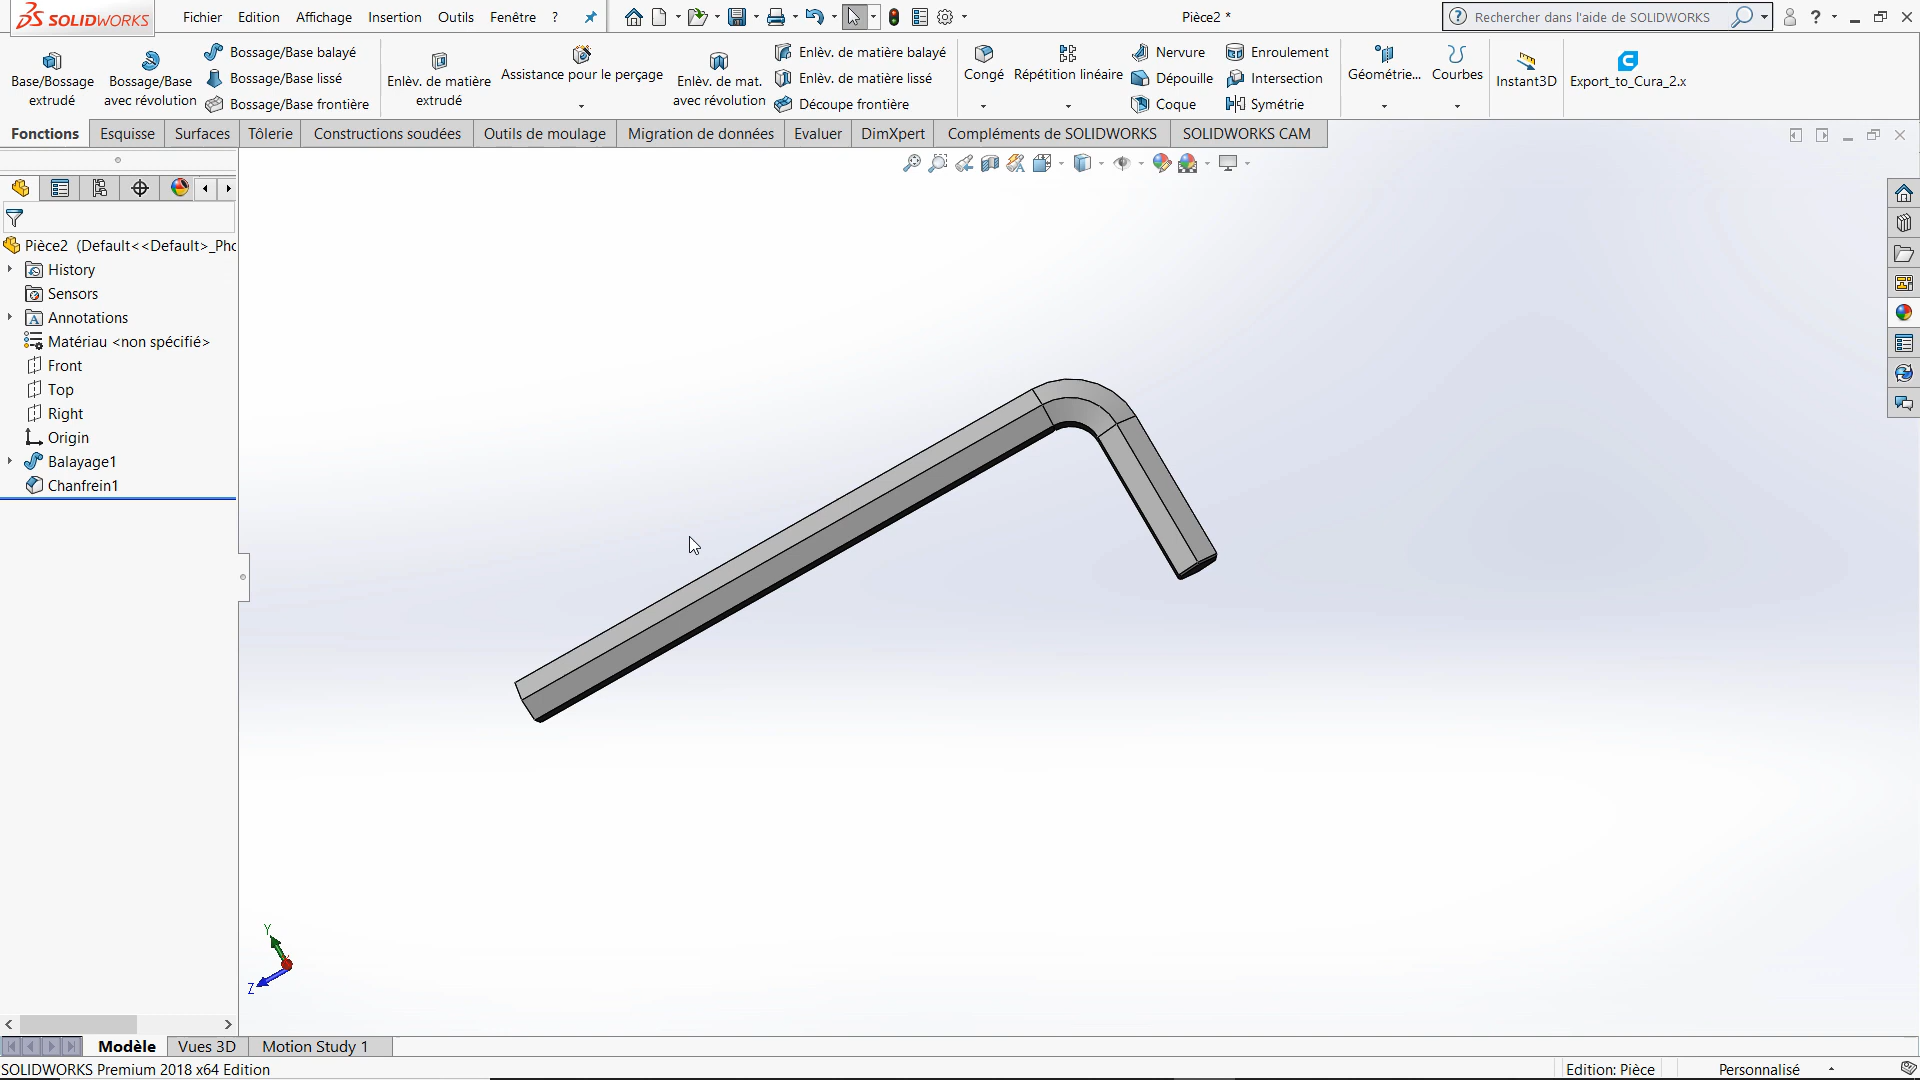 SOLIDWORKS
Fichier Edition Affichage Insertion Outils Fenêtre ?
Pièce2 *
Rechercher dans l'aide de SOLIDWORKS
?
Base/Bossage
extrudé
Bossage/Base
avec révolution
Bossage/Base balayé
Bossage/Base lissé
Bossage/Base frontière
Enlèv. de matière
extrudé
Assistance pour le perçage
Enlèv. de mat.
avec révolution
Enlèv. de matière balayé
Enlèv. de matière lissé
Découpe frontière
Congé
Répétition linéaire
Nervure
Dépouille
Coque
Enroulement
Intersection
Symétrie
Géométrie...
Courbes
Instant3D
Export_to_Cura_2.x
Fonctions Esquisse Surfaces Tôlerie Constructions soudées Outils de moulage Migration de données Evaluer DimXpert Compléments de SOLIDWORKS SOLIDWORKS CAM
Pièce2 (Default<<Default>_Pho
History
Sensors
Annotations
Matériau <non spécifié>
Front
Top
Right
Origin
Balayage1
Chanfrein1
Y
Z
Modèle Vues 3D Motion Study 1
SOLIDWORKS Premium 2018 x64 Edition
Edition: Pièce
Personnalisé